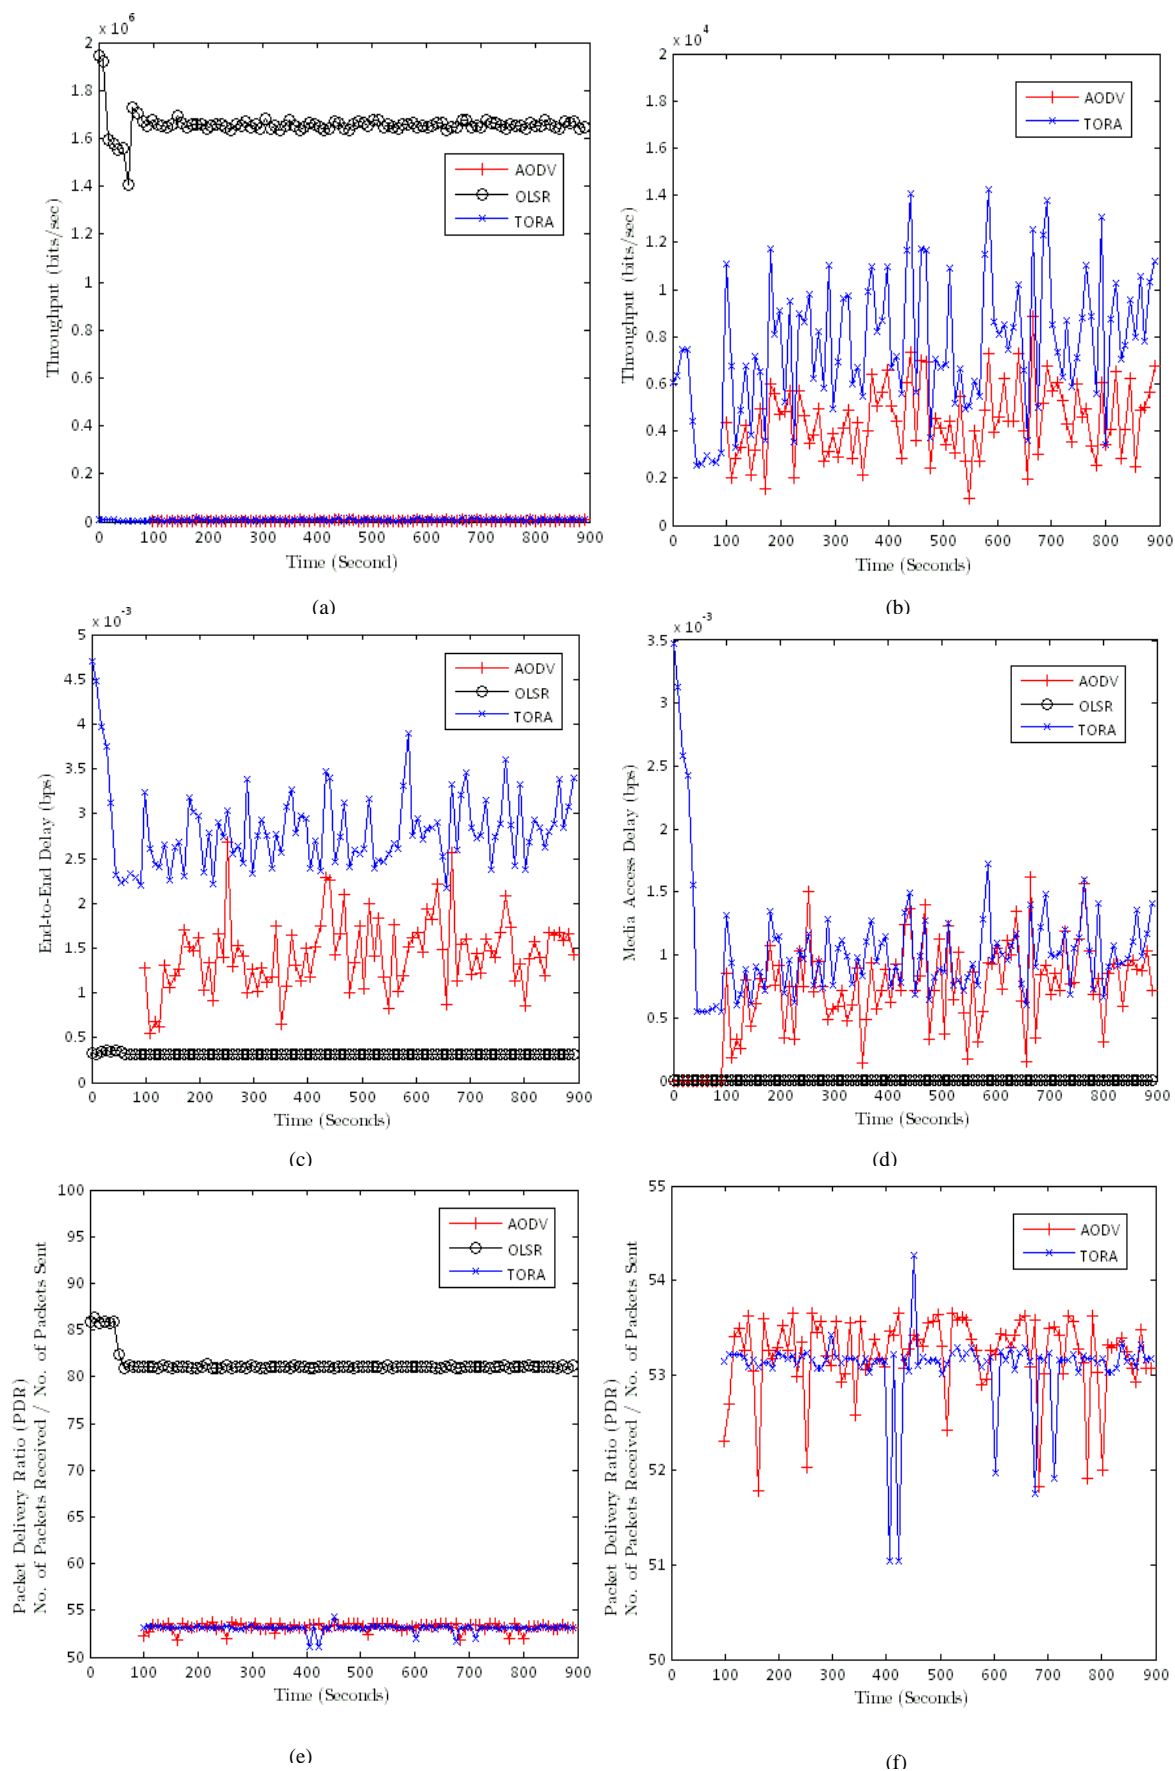 × 10^6
2
1.8
1.6
1.4
1.2
1
0.8
0.6
0.4
0.2
0
Throughput (bits/sec)
AODV
OLSR
TORA
0 100 200 300 400 500 600 700 800 900
Time (Second)
(a)
× 10^4
2
1.8
1.6
1.4
1.2
1
0.8
0.6
0.4
0.2
0
Throughput (bits/sec)
AODV
TORA
0 100 200 300 400 500 600 700 800 900
Time (Seconds)
(b)
× 10^-3
5
4.5
4
3.5
3
2.5
2
1.5
1
0.5
0
End-to-End Delay (bps)
AODV
OLSR
TORA
0 100 200 300 400 500 600 700 800 900
Time (Seconds)
(c)
× 10^-3
3.5
3
2.5
2
1.5
1
0.5
0
Media Access Delay (bps)
AODV
OLSR
TORA
0 100 200 300 400 500 600 700 800 900
Time (Seconds)
(d)
100
95
90
85
80
75
70
65
60
55
50
Packet Delivery Ratio (PDR)
No. of Packets Received / No. of Packets Sent
AODV
OLSR
TORA
0 100 200 300 400 500 600 700 800 900
Time (Seconds)
(e)
55
54
53
52
51
50
Packet Delivery Ratio (PDR)
No. of Packets Received / No. of Packets Sent
AODV
TORA
0 100 200 300 400 500 600 700 800 900
Time (Seconds)
(f)